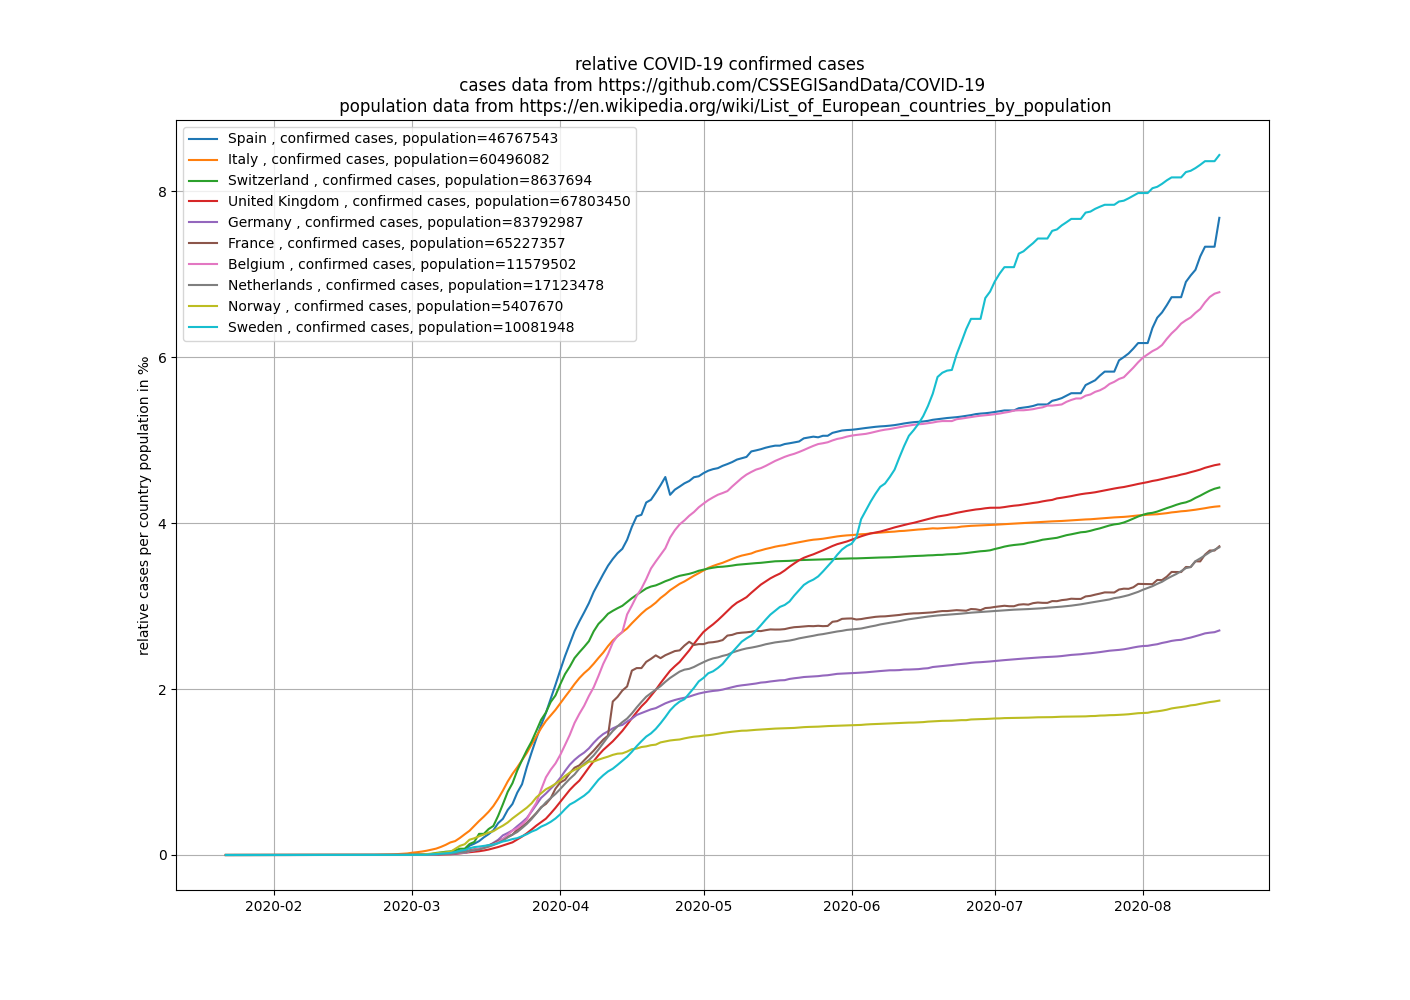 relative COVID-19 confirmed cases
cases data from https://github.com/CSSEGISandData/COVID-19
population data from https://en.wikipedia.org/wiki/List_of_European_countries_by_population
Spain , confirmed cases, population=46767543
Italy , confirmed cases, population=60496082
Switzerland , confirmed cases, population=8637694
United Kingdom , confirmed cases, population=67803450
Germany , confirmed cases, population=83792987
France , confirmed cases, population=65227357
Belgium , confirmed cases, population=11579502
Netherlands , confirmed cases, population=17123478
Norway , confirmed cases, population=5407670
Sweden , confirmed cases, population=10081948
relative cases per country population in ‰
8
6
4
2
0
2020-02 2020-03 2020-04 2020-05 2020-06 2020-07 2020-08